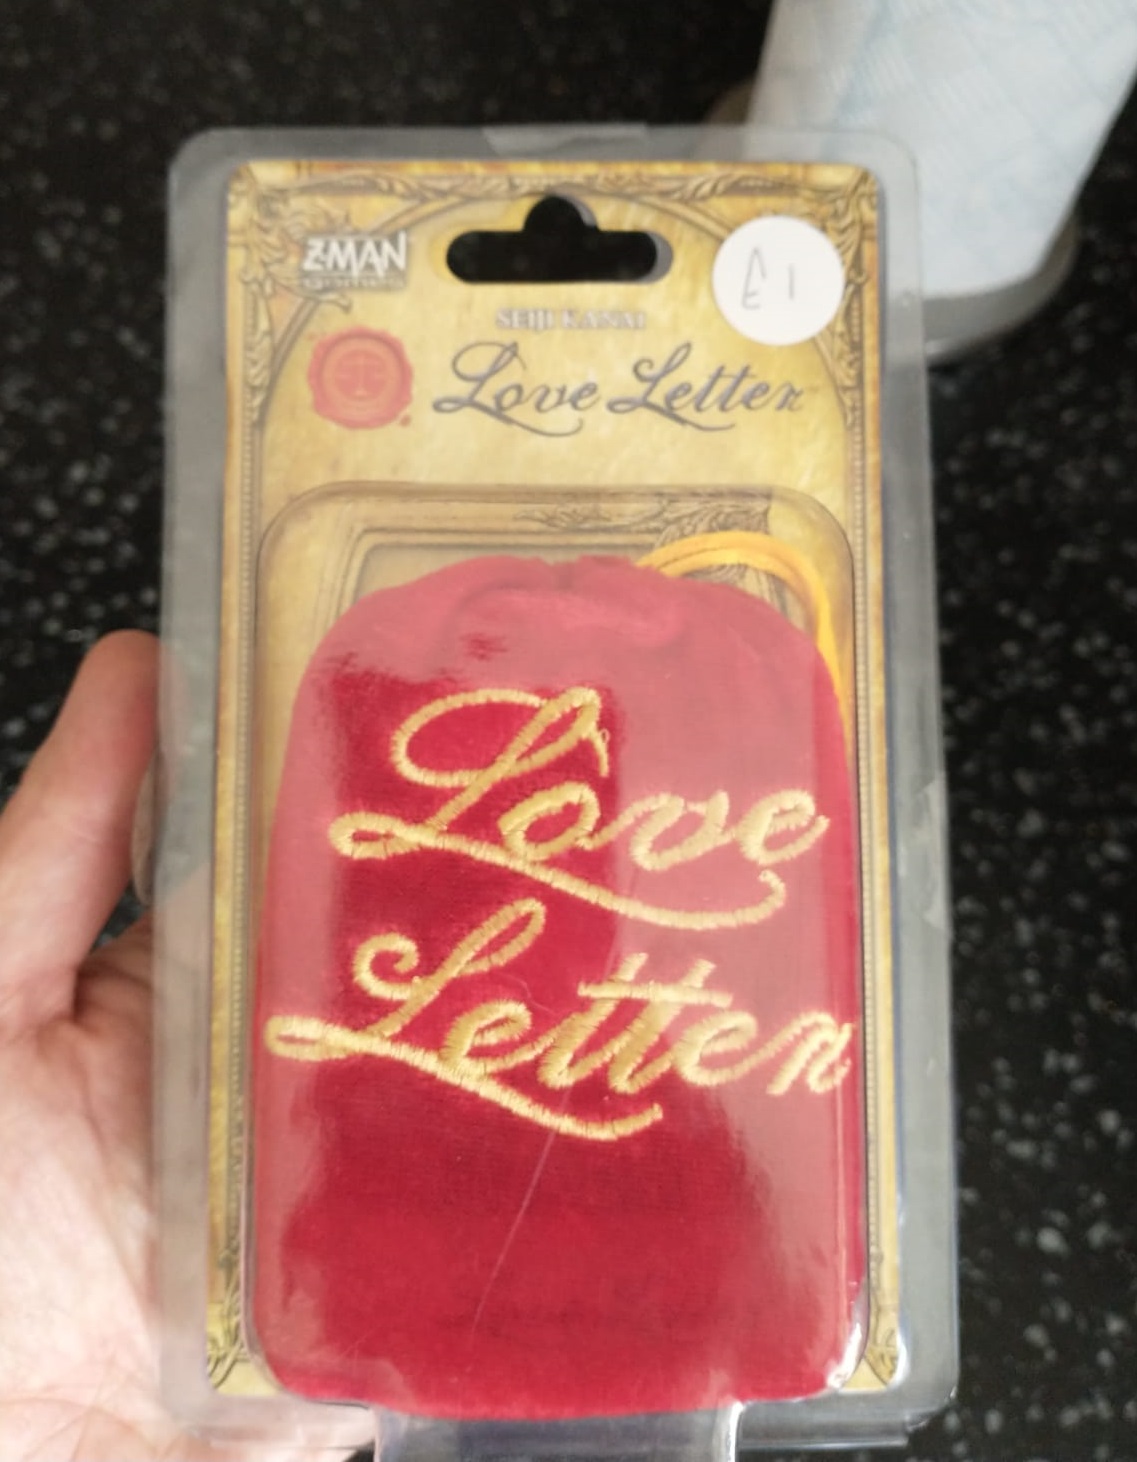 Z-MAN
£1
SEIJI KANAI
Love Letter
Love
Letter